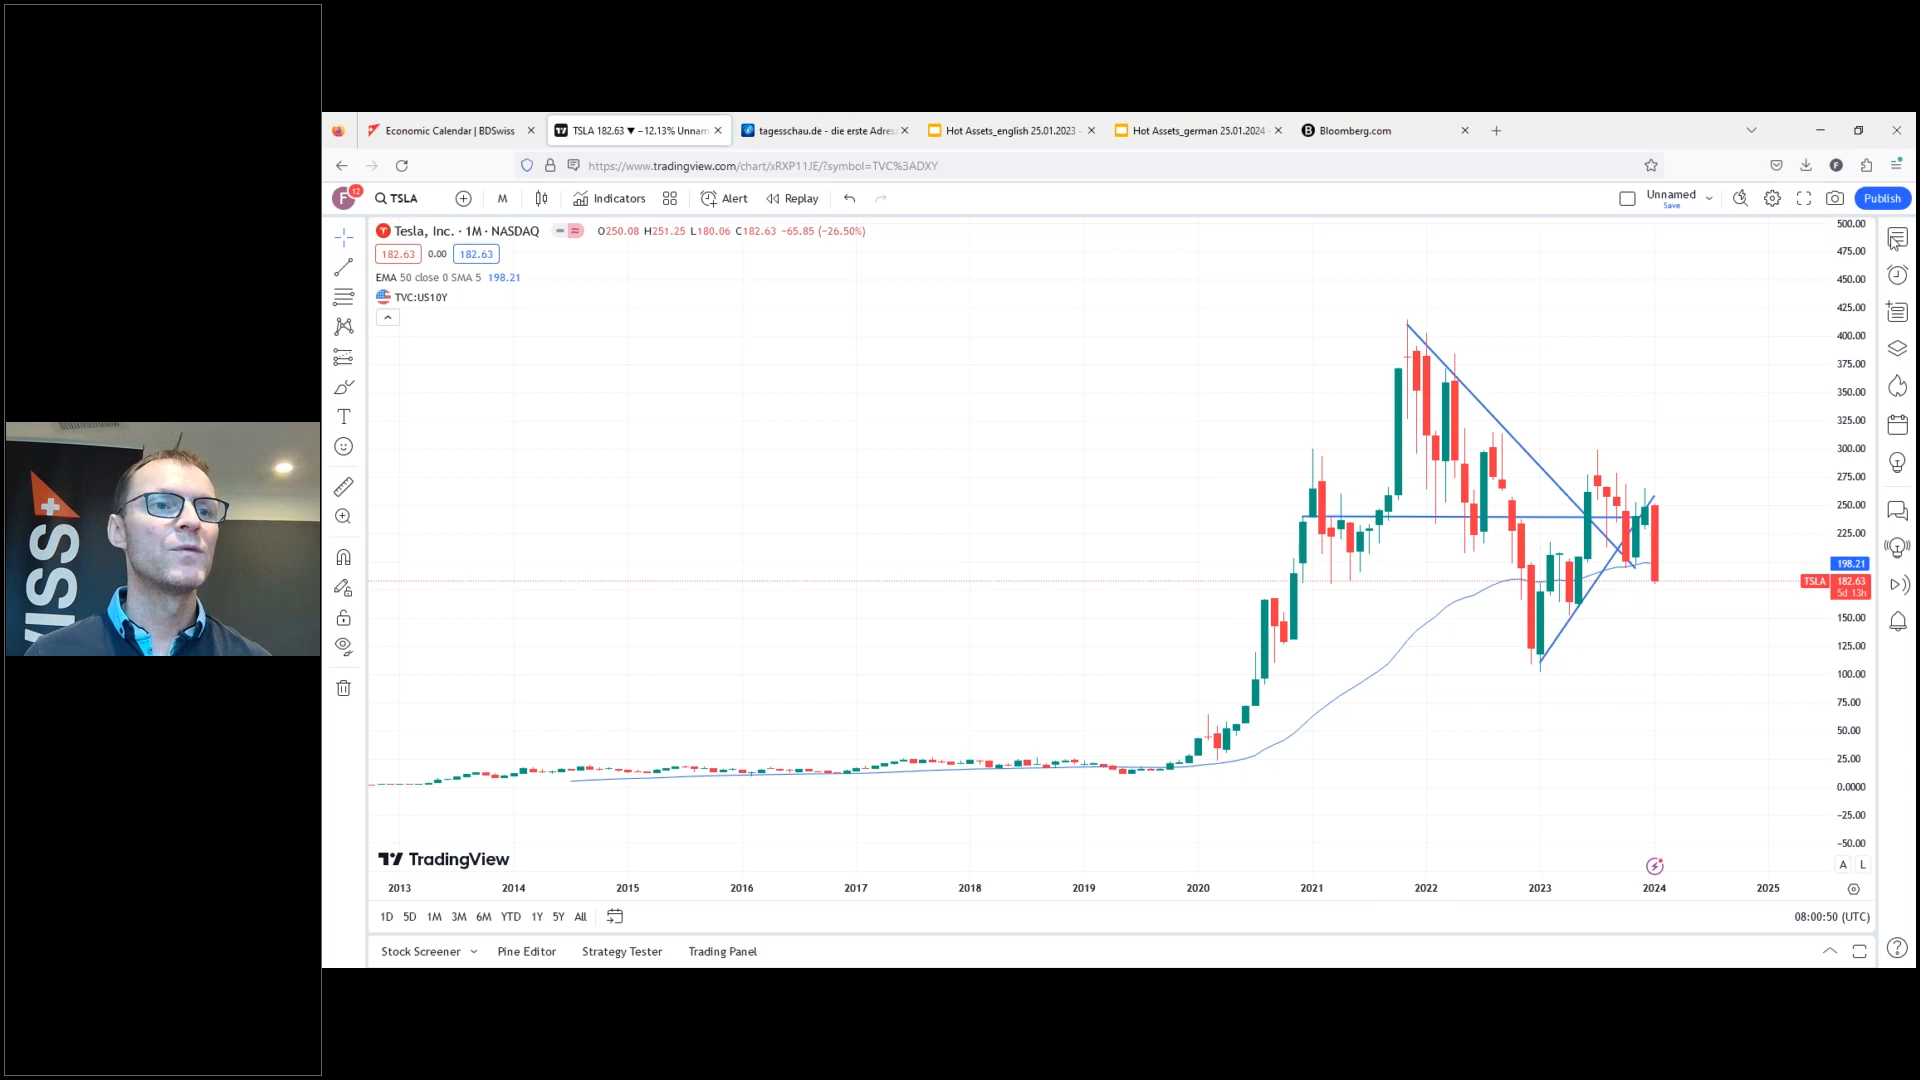 WISS
Economic Calendar | BDSwiss
TSLA 182.63 ▼ −12.13% Unnam
tagesschau.de - die erste Adres
Hot Assets_english 25.01.2023 -
Hot Assets_german 25.01.2024 -
Bloomberg.com
https://www.tradingview.com/chart/xRXP11JE/?symbol=TVC%3ADXY
F
F 12 TSLA M Indicators Alert Replay Unnamed Save Publish
Tesla, Inc. · 1M · NASDAQ O250.08 H251.25 L180.06 C182.63 −65.85 (−26.50%)
182.63 0.00 182.63
EMA 50 close 0 SMA 5 198.21
TVC:US10Y
500.00
475.00
450.00
425.00
400.00
375.00
350.00
325.00
300.00
275.00
250.00
225.00
198.21
TSLA 182.63
5d 13h
150.00
125.00
100.00
75.00
50.00
25.00
0.0000
−25.00
−50.00
TradingView
A L
2013 2014 2015 2016 2017 2018 2019 2020 2021 2022 2023 2024 2025
1D 5D 1M 3M 6M YTD 1Y 5Y All 08:00:50 (UTC)
Stock Screener Pine Editor Strategy Tester Trading Panel